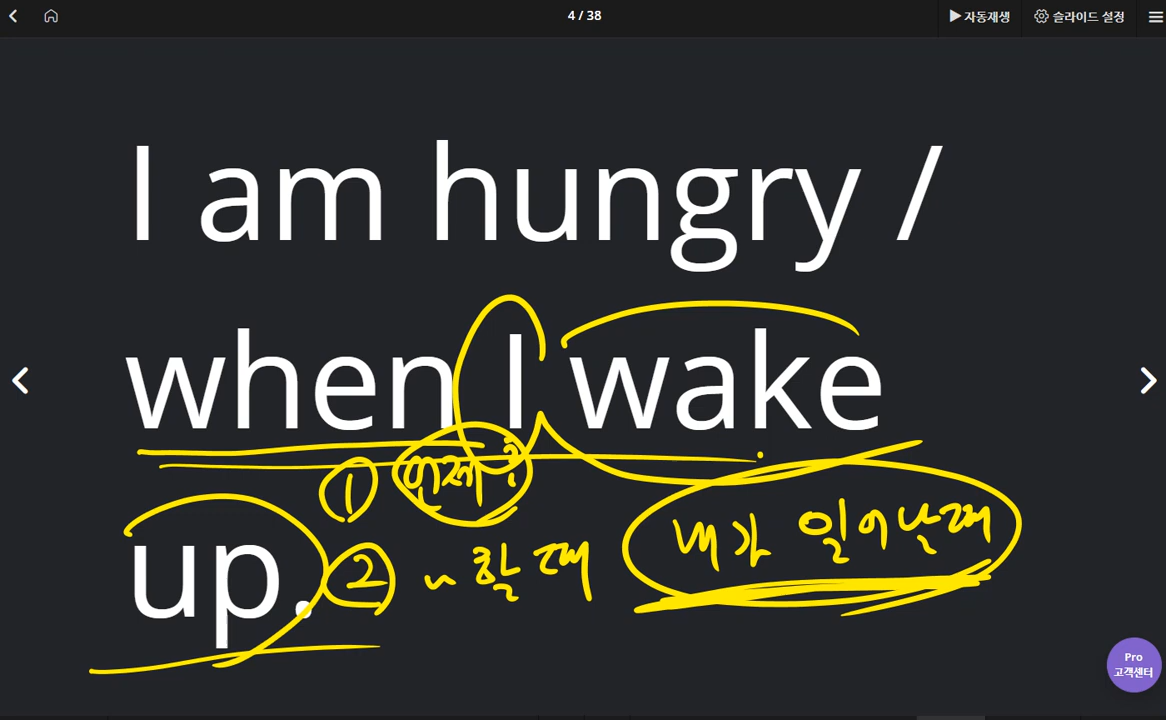 4 / 38
▶ 자동재생
슬라이드 설정
I am hungry /
when I wake
up.
① 언제?
② ~할 때
내가 일어날 때
Pro
고객센터